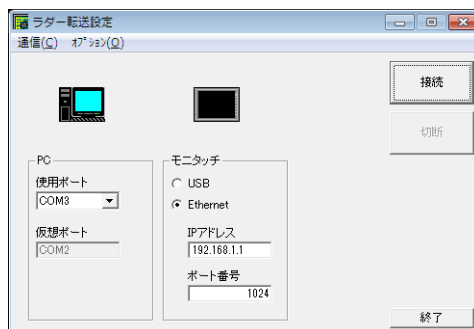 ラダー転送設定
通信(C) ｵﾌﾟｼｮﾝ(O)
接続
切断
PC
使用ポート
COM3
仮想ポート
COM2
モニタッチ
USB
Ethernet
IPアドレス
192.168.1.1
ポート番号
1024
終了